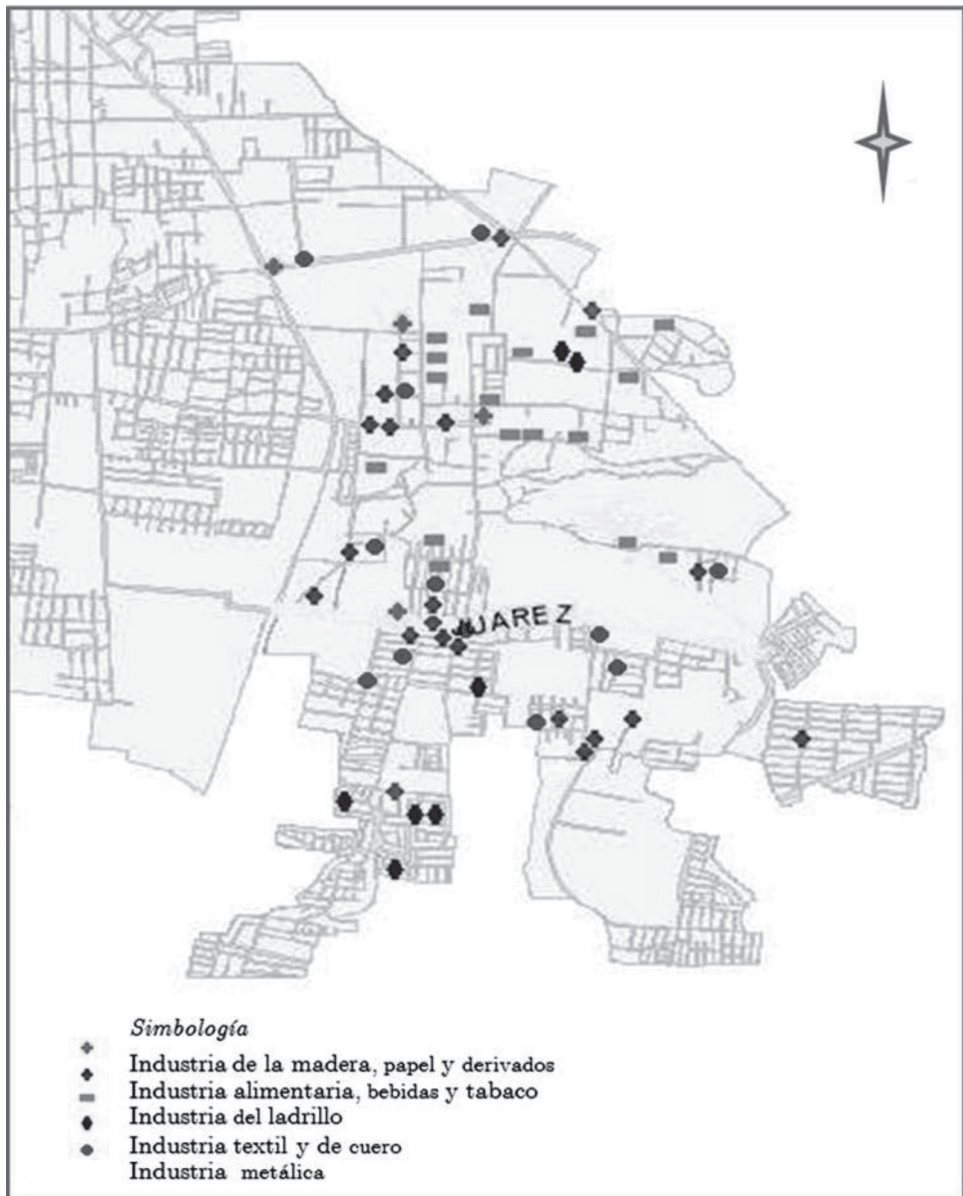 JUAREZ
Simbología
Industria de la madera, papel y derivados
Industria alimentaria, bebidas y tabaco
Industria del ladrillo
Industria textil y de cuero
Industria metálica